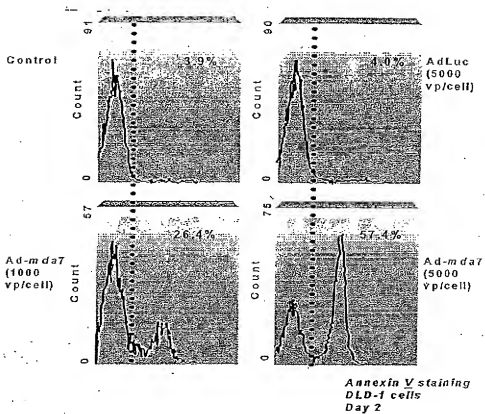 91
Control
3.9%
Count
0
90
4.0%
AdLuc
(5000
vp/cell)
Count
0
57
26.4%
Ad-mda7
(1000
vp/cell)
Count
0
75
57.4%
Ad-mda7
(5000
vp/cell)
Count
0
Annexin V staining
DLD-1 cells
Day 2